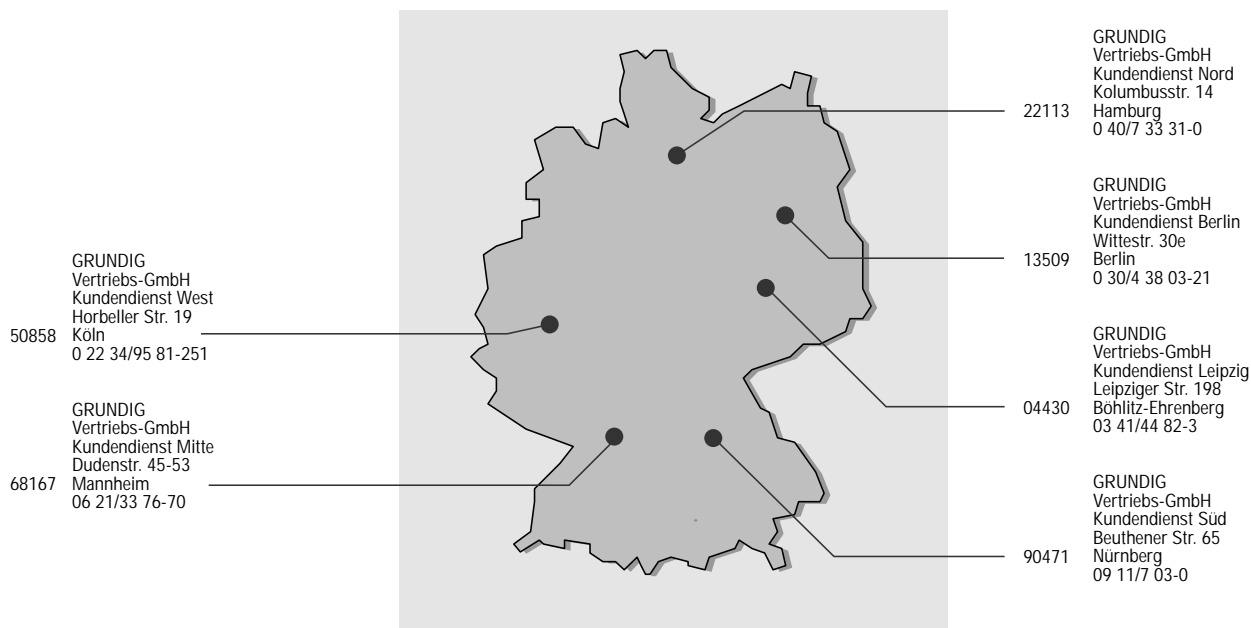 GRUNDIG
Vertriebs-GmbH
Kundendienst West
Horbeller Str. 19
50858 Köln
0 22 34/95 81-251
GRUNDIG
Vertriebs-GmbH
Kundendienst Mitte
Dudenstr. 45-53
68167 Mannheim
06 21/33 76-70
GRUNDIG
Vertriebs-GmbH
Kundendienst Nord
Kolumbusstr. 14
22113 Hamburg
0 40/7 33 31-0
GRUNDIG
Vertriebs-GmbH
Kundendienst Berlin
Wittestr. 30e
13509 Berlin
0 30/4 38 03-21
GRUNDIG
Vertriebs-GmbH
Kundendienst Leipzig
Leipziger Str. 198
04430 Böhlitz-Ehrenberg
03 41/44 82-3
GRUNDIG
Vertriebs-GmbH
Kundendienst Süd
Beuthener Str. 65
90471 Nürnberg
09 11/7 03-0